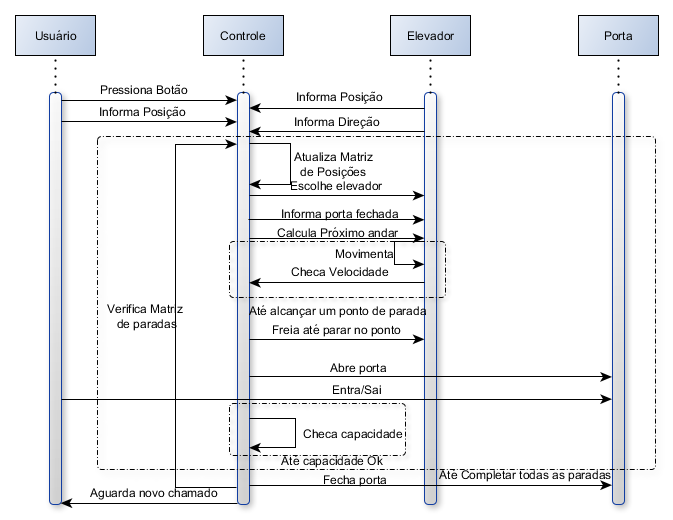 Usuário
Controle
Elevador
Porta
Pressiona Botão
Informa Posição
Informa Posição
Informa Direção
Atualiza Matriz
de Posições
Escolhe elevador
Informa porta fechada
Calcula Próximo andar
Movimenta
Checa Velocidade
Verifica Matriz
de paradas
Até alcançar um ponto de parada
Freia até parar no ponto
Abre porta
Entra/Sai
Checa capacidade
Até capacidade Ok
Até Completar todas as paradas
Fecha porta
Aguarda novo chamado